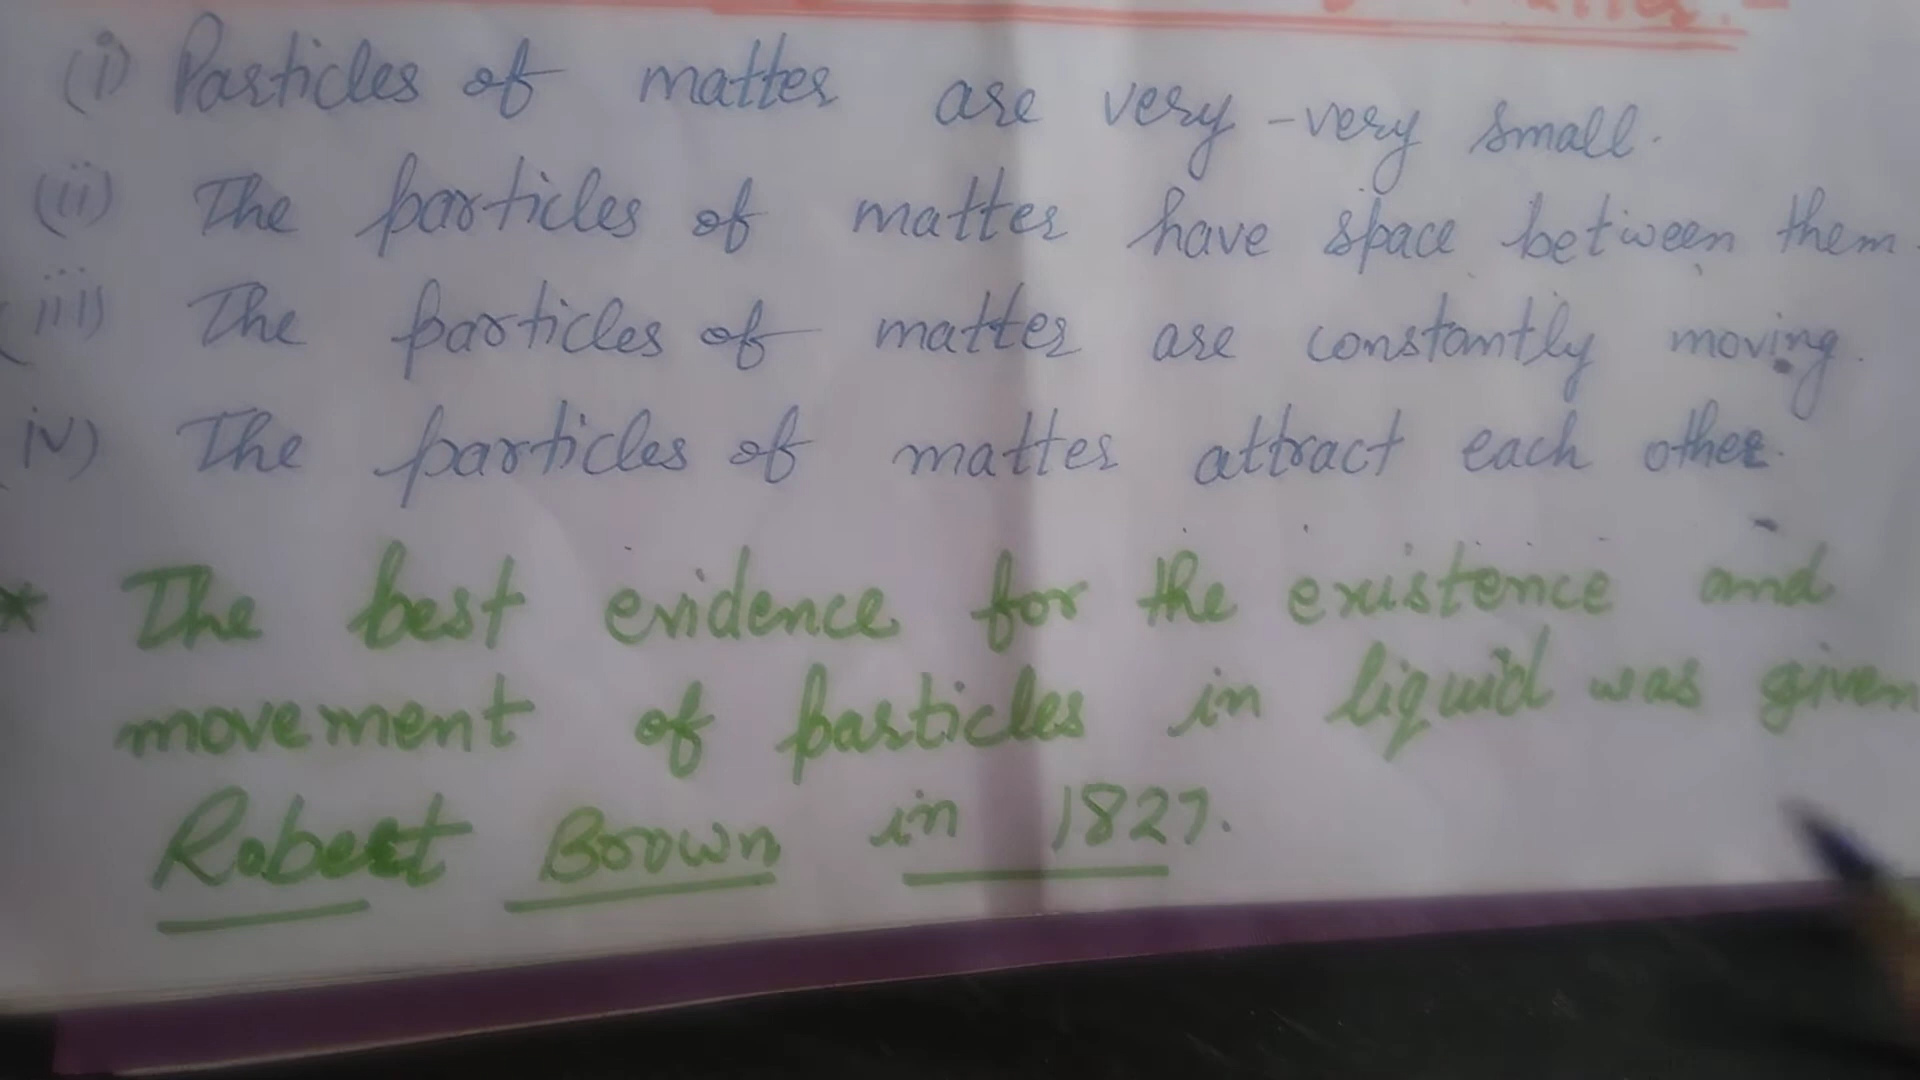 (i) Particles of matter are very-very small.
(ii) The particles of matter have space between them.
(iii) The particles of matter are constantly moving.
iv) The particles of matter attract each other.
* The best evidence for the existence and
movement of particles in liquid was given
Robert Brown in 1827.